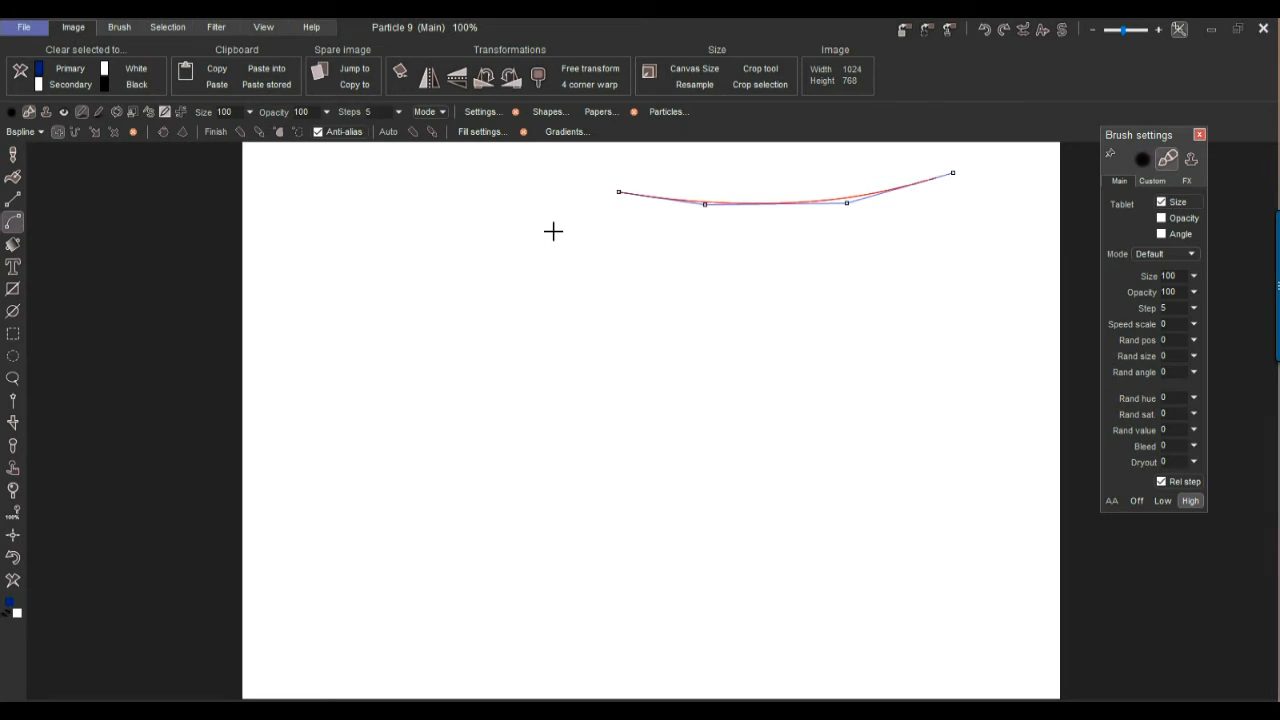 File Image Brush Selection Filter View Help Particle 9 (Main) 100%
Clear selected to... Clipboard Spare image Transformations Size Image
Primary White Copy Paste into Jump to Free transform Canvas Size Crop tool Width 1024
Secondary Black Paste Paste stored Copy to 4 corner warp Resample Crop selection Height 768
Size 100 Opacity 100 Steps 5 Mode Settings... Shapes... Papers... Particles...
Bspline Finish Anti-alias Auto Fill settings... Gradients...
Brush settings
Main Custom FX
Tablet Size
Opacity
Angle
Mode Default
Size 100
Opacity 100
Step 5
Speed scale 0
Rand pos 0
Rand size 0
Rand angle 0
Rand hue 0
Rand sat. 0
Rand value 0
Bleed 0
Dryout 0
Rel step
AA Off Low High
100%